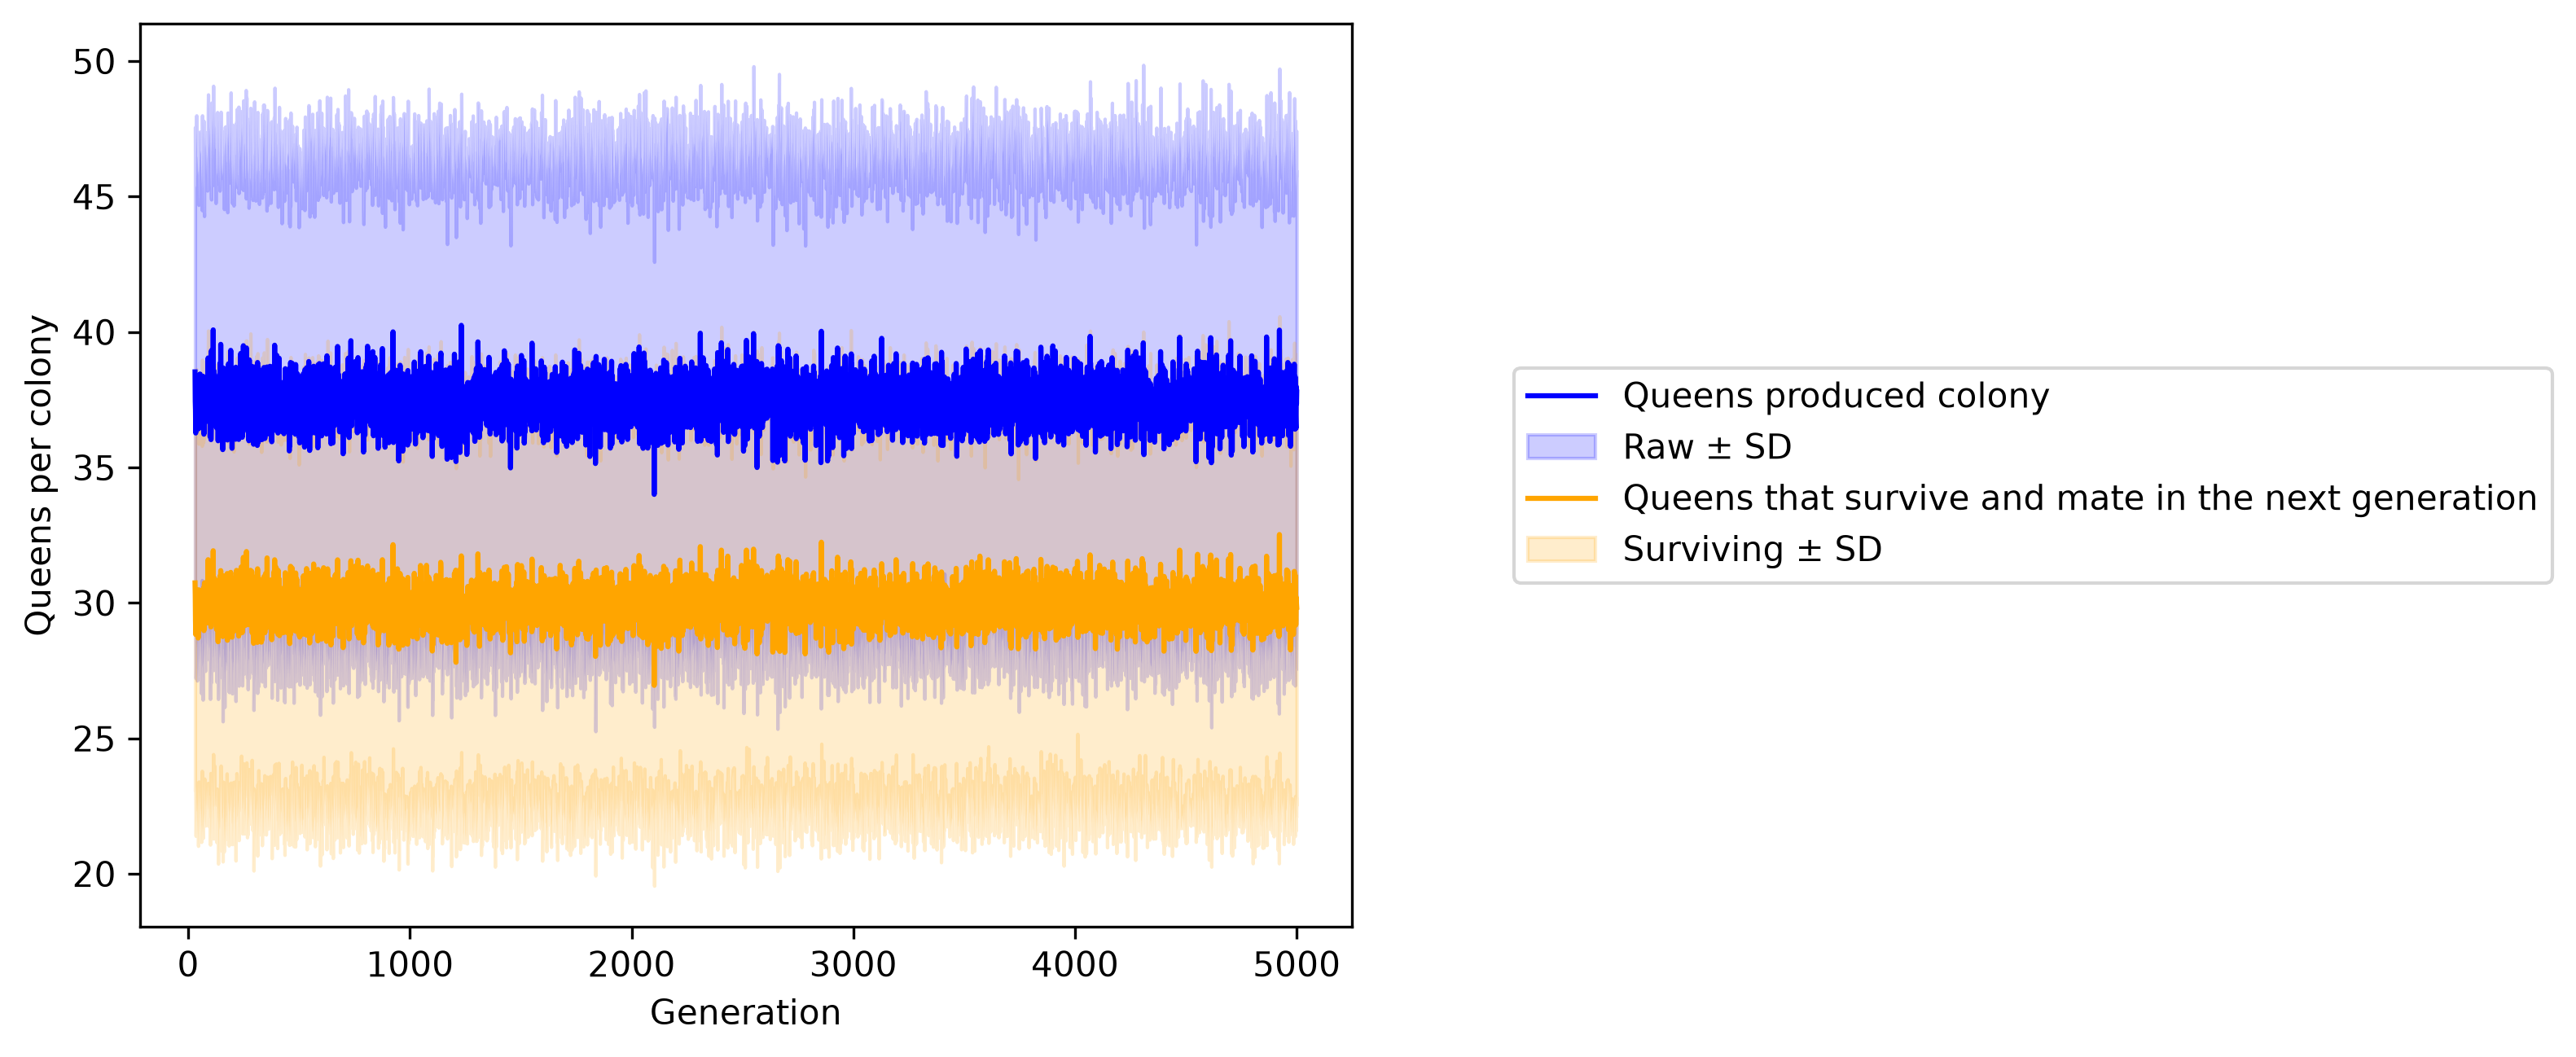 50
45
40
35
30
25
20
Queens per colony
0 1000 2000 3000 4000 5000
Generation
Queens produced colony
Raw ± SD
Queens that survive and mate in the next generation
Surviving ± SD